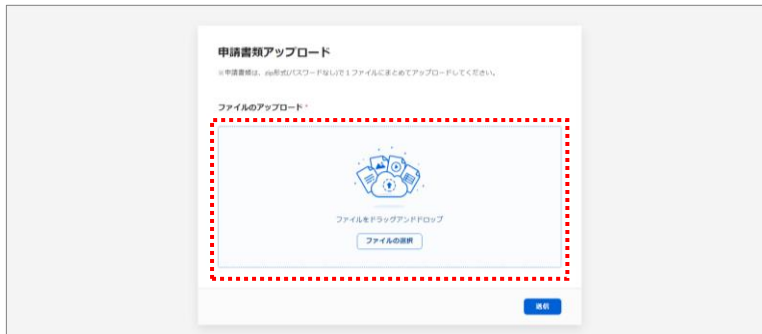 申請書類アップロード
※申請書類は、zip形式(パスワードなし)で1ファイルにまとめてアップロードしてください。
ファイルのアップロード*
ファイルをドラッグアンドドロップ
ファイルの選択
送信